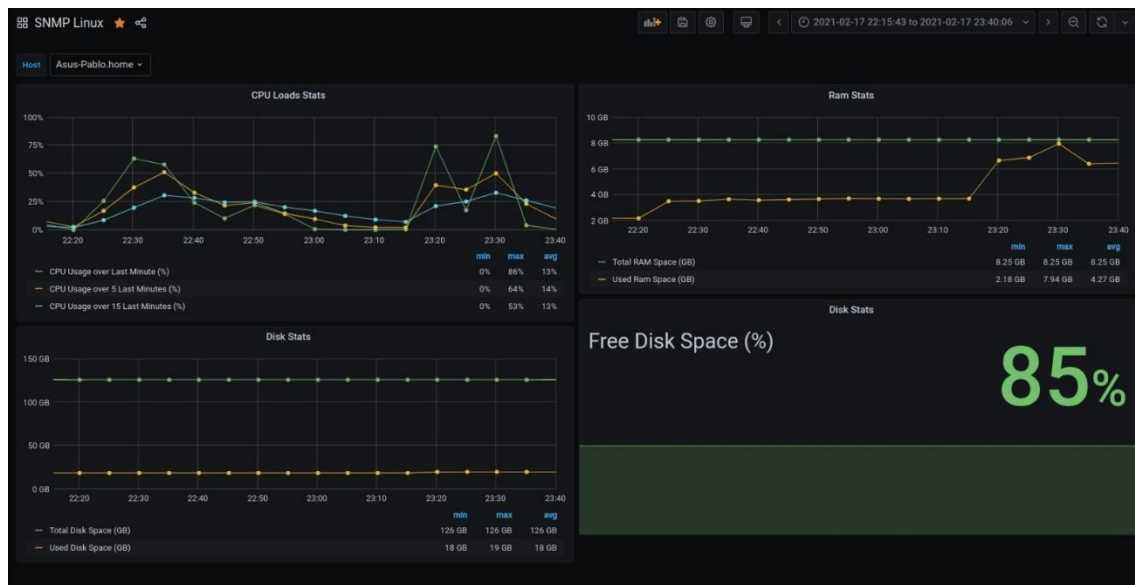 SNMP Linux
2021-02-17 22:15:43 to 2021-02-17 23:40:06
Host Asus-Pablo.home
CPU Loads Stats
100%
75%
50%
25%
0%
22:20 22:30 22:40 22:50 23:00 23:10 23:20 23:30 23:40
min max avg
CPU Usage over Last Minute (%) 0% 86% 13%
CPU Usage over 5 Last Minutes (%) 0% 64% 14%
CPU Usage over 15 Last Minutes (%) 0% 53% 13%
Ram Stats
10 GB
8 GB
6 GB
4 GB
2 GB
22:20 22:30 22:40 22:50 23:00 23:10 23:20 23:30 23:40
min max avg
Total RAM Space (GB) 8.25 GB 8.25 GB 8.25 GB
Used Ram Space (GB) 2.18 GB 7.94 GB 4.27 GB
Disk Stats
150 GB
100 GB
50 GB
0 GB
22:20 22:30 22:40 22:50 23:00 23:10 23:20 23:30 23:40
min max avg
Total Disk Space (GB) 126 GB 126 GB 126 GB
Used Disk Space (GB) 18 GB 19 GB 18 GB
Disk Stats
Free Disk Space (%)
85%